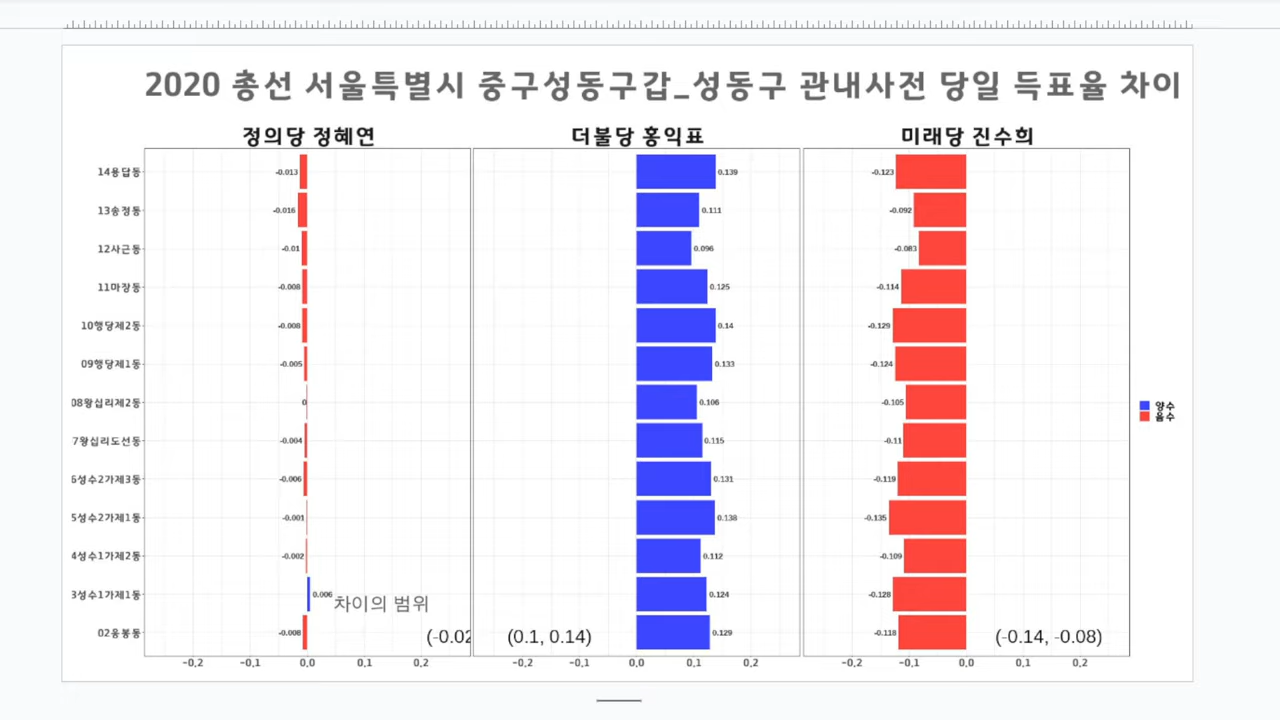 2020 총선 서울특별시 중구성동구갑_성동구 관내사전 당일 득표율 차이
정의당 정혜연
더불당 홍익표
미래당 진수희
14용답동 -0.013 0.139 -0.123
13송정동 -0.016 0.111 -0.092
12사근동 -0.01 0.096 -0.083
11마장동 -0.008 0.125 -0.114
10행당제2동 -0.008 0.14 -0.129
09행당제1동 -0.005 0.133 -0.124
08왕십리제2동 0 0.106 -0.105
7왕십리도선동 -0.004 0.115 -0.11
6성수2가제3동 -0.006 0.131 -0.119
5성수2가제1동 -0.001 0.138 -0.135
4성수1가제2동 -0.002 0.112 -0.109
3성수1가제1동 0.006 0.124 -0.128
차이의 범위
02응봉동 -0.008 0.129 -0.118
(-0.02
(0.1, 0.14)
(-0.14, -0.08)
-0.2 -0.1 0.0 0.1 0.2
-0.2 -0.1 0.0 0.1 0.2
-0.2 -0.1 0.0 0.1 0.2
양수
음수